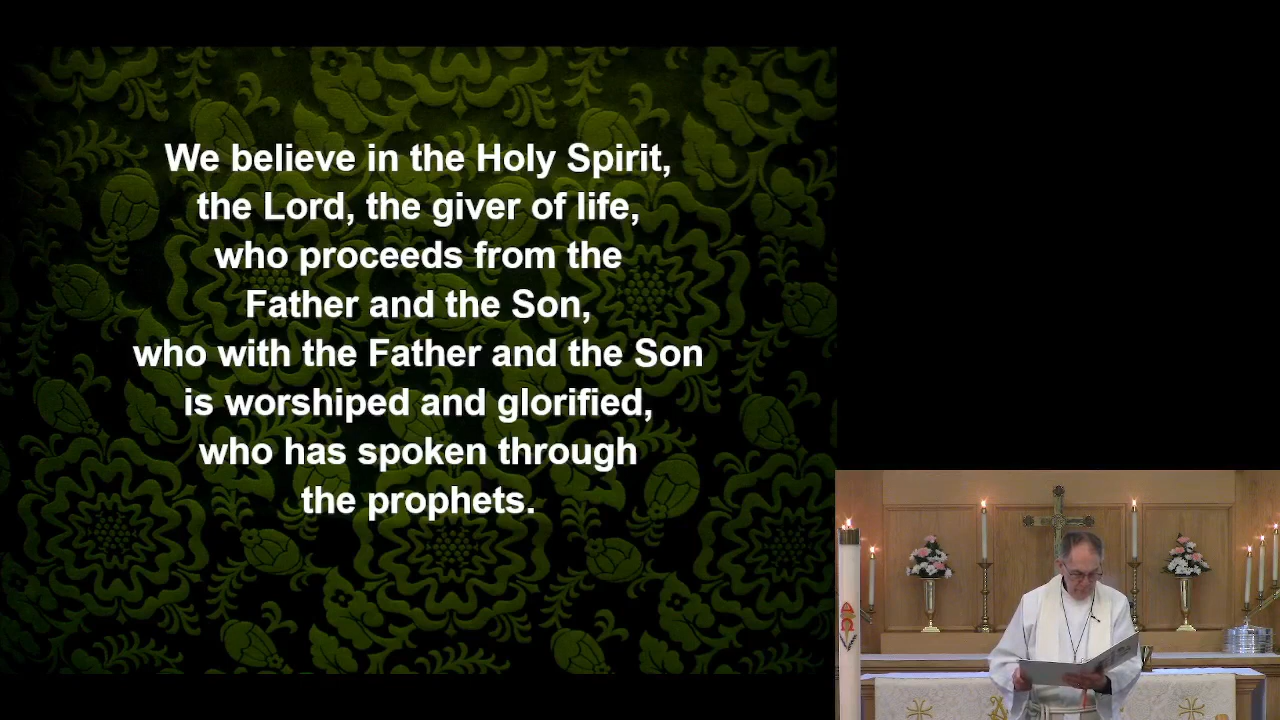 We believe in the Holy Spirit,
the Lord, the giver of life,
who proceeds from the
Father and the Son,
who with the Father and the Son
is worshiped and glorified,
who has spoken through
the prophets.